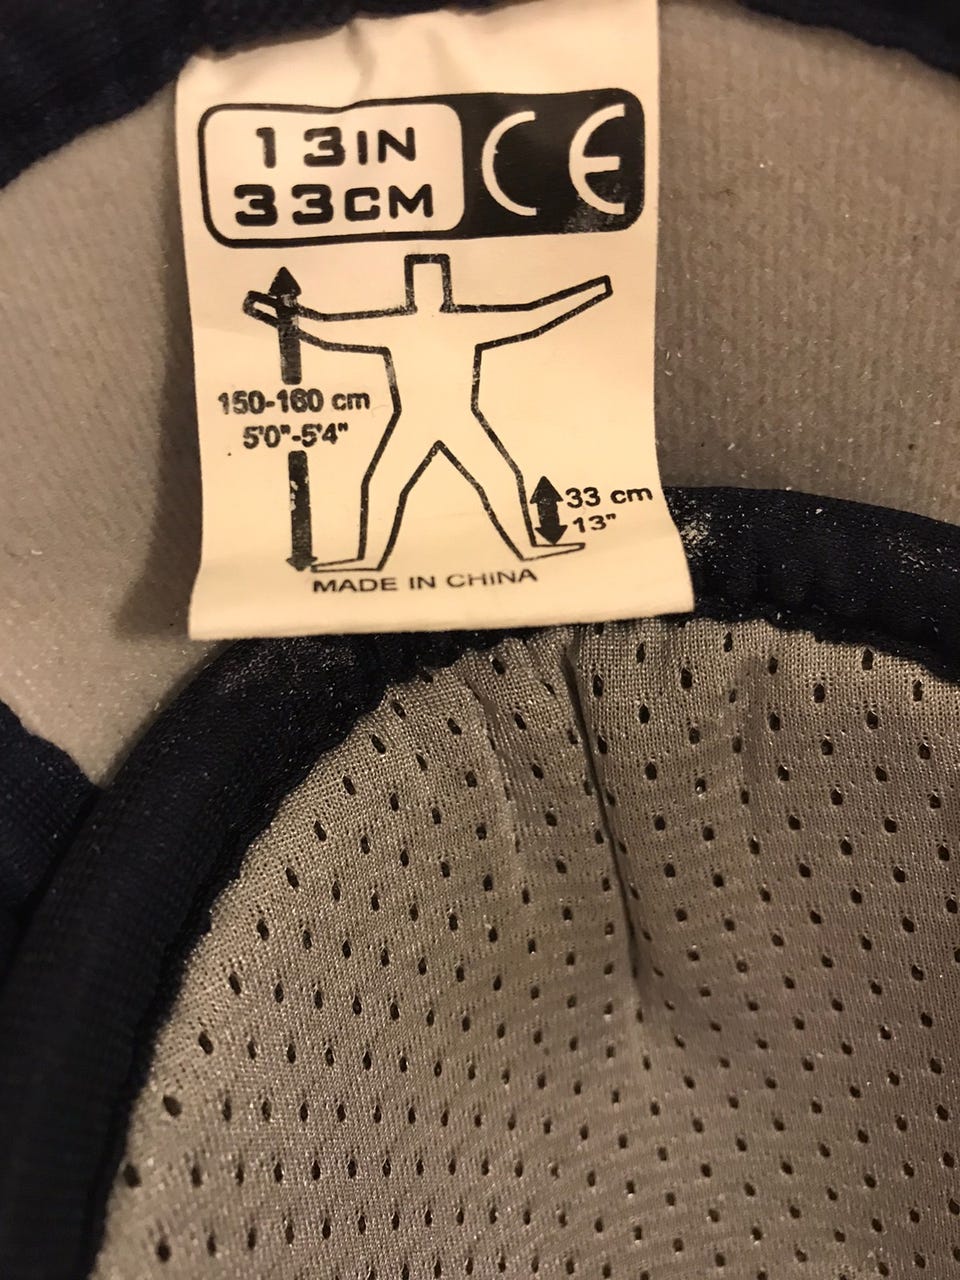 13IN
33CM
CE
150-160 cm
5'0"-5'4"
33 cm
13"
MADE IN CHINA